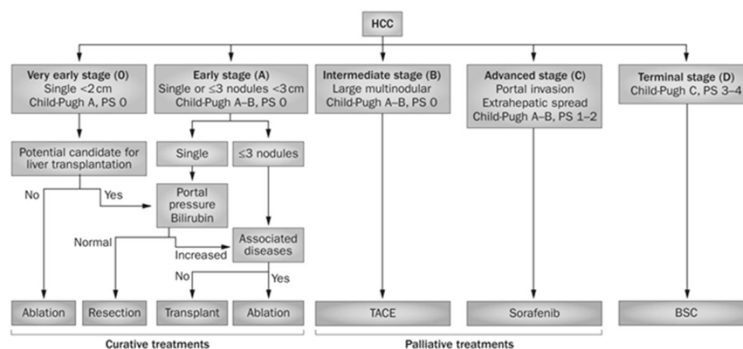 HCC
Very early stage (0)
Single <2 cm
Child-Pugh A, PS 0
Early stage (A)
Single or ≤3 nodules <3 cm
Child-Pugh A–B, PS 0
Intermediate stage (B)
Large multinodular
Child-Pugh A–B, PS 0
Advanced stage (C)
Portal invasion
Extrahepatic spread
Child-Pugh A–B, PS 1–2
Terminal stage (D)
Child-Pugh C, PS 3–4
Potential candidate for
liver transplantation
Single
≤3 nodules
No
Yes
Portal
pressure
Bilirubin
Normal
Increased
Associated
diseases
No
Yes
Ablation
Resection
Transplant
Ablation
TACE
Sorafenib
BSC
Curative treatments
Palliative treatments